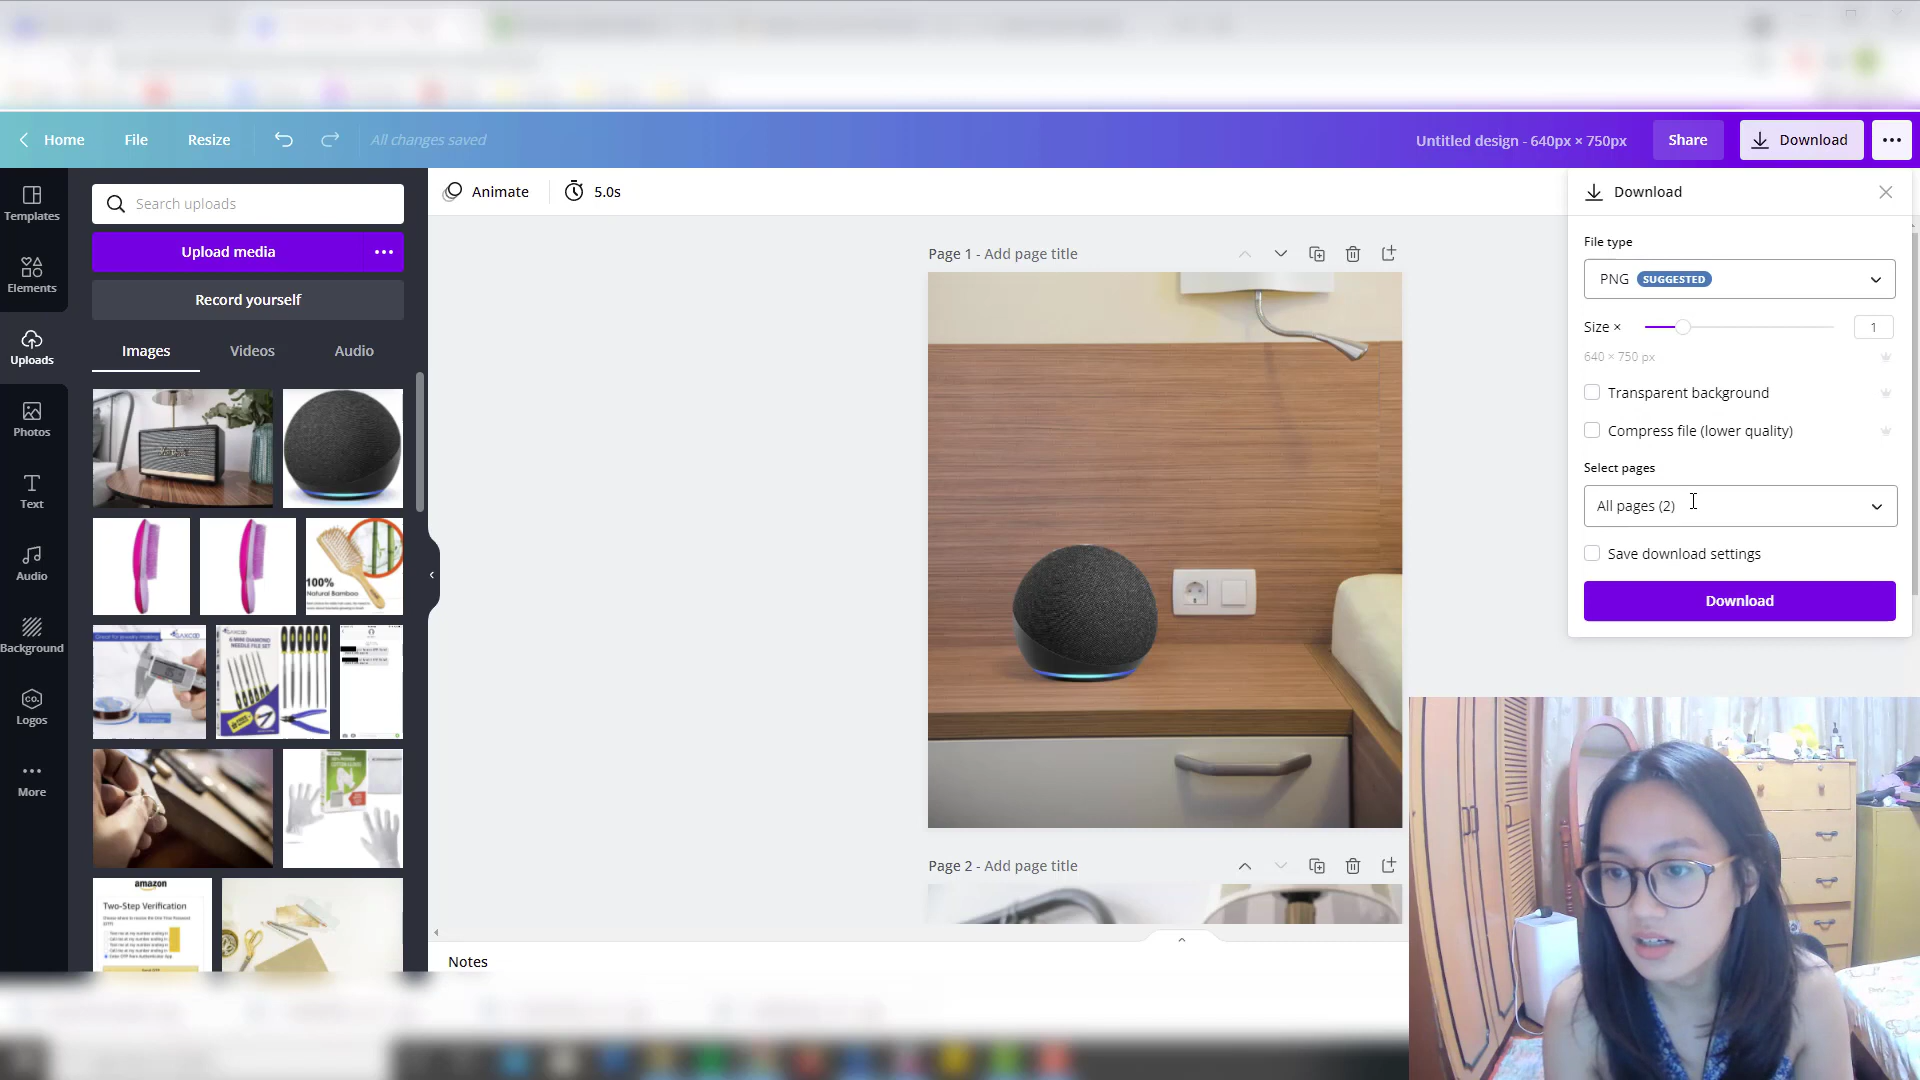 Home
File
Resize
All changes saved
Untitled design - 640px × 750px
Share
Download
Templates
Elements
Uploads
Photos
Text
Audio
Background
co.
Logos
More
Search uploads
Upload media
Record yourself
Images
Videos
Audio
100%
Natural Bamboo
amazon
Two-Step Verification
Animate
5.0s
Page 1 - Add page title
Page 2 - Add page title
Notes
Download
File type
PNG SUGGESTED
Size ×
1
640 × 750 px
Transparent background
Compress file (lower quality)
Select pages
All pages (2)
Save download settings
Download